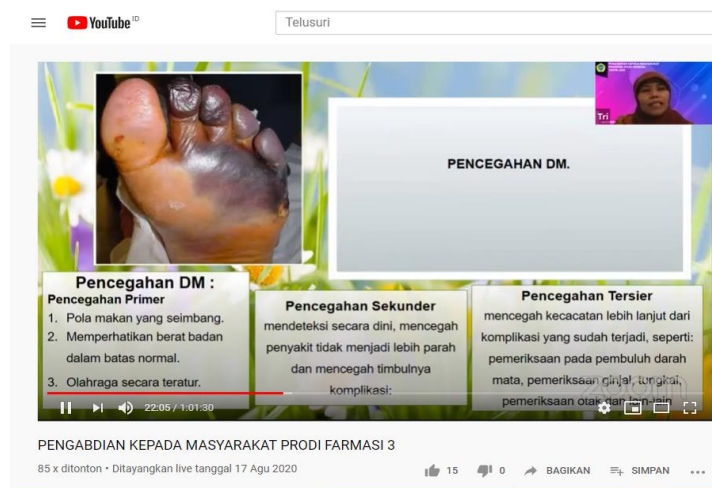 YouTube ID
Telusuri
Tri
PENCEGAHAN DM.
Pencegahan DM :
Pencegahan Primer
1. Pola makan yang seimbang.
2. Memperhatikan berat badan
dalam batas normal.
3. Olahraga secara teratur.
Pencegahan Sekunder
mendeteksi secara dini, mencegah
penyakit tidak menjadi lebih parah
dan mencegah timbulnya
komplikasi:
Pencegahan Tersier
mencegah kecacatan lebih lanjut dari
komplikasi yang sudah terjadi, seperti:
pemeriksaan pada pembuluh darah
mata, pemeriksaan ginjal, tungkai,
pemeriksaan otak dan lain-lain
zoom
22:05 / 1:01:30
PENGABDIAN KEPADA MASYARAKAT PRODI FARMASI 3
85 x ditonton • Ditayangkan live tanggal 17 Agu 2020
15 0 BAGIKAN SIMPAN